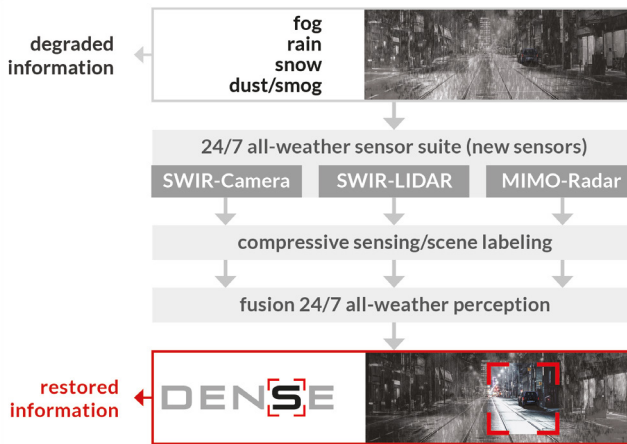 degraded
information
fog
rain
snow
dust/smog
24/7 all-weather sensor suite (new sensors)
SWIR-Camera
SWIR-LIDAR
MIMO-Radar
compressive sensing/scene labeling
fusion 24/7 all-weather perception
restored
information
DENSE